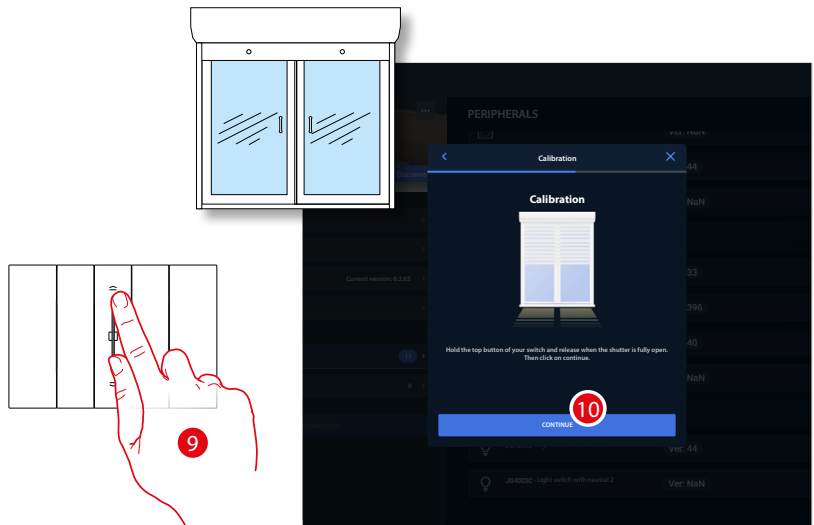 PERIPHERALS
Ver: NaN
Calibration
44
Disconnec
Calibration
NaN
33
Current version: 0.3.65
396
40
Hold the top button of your switch and release when the shutter is fully open.
Then click on continue.
NaN
10
CONTINUE
9
Ver: 44
- Light switch with neutral 2
Ver: NaN